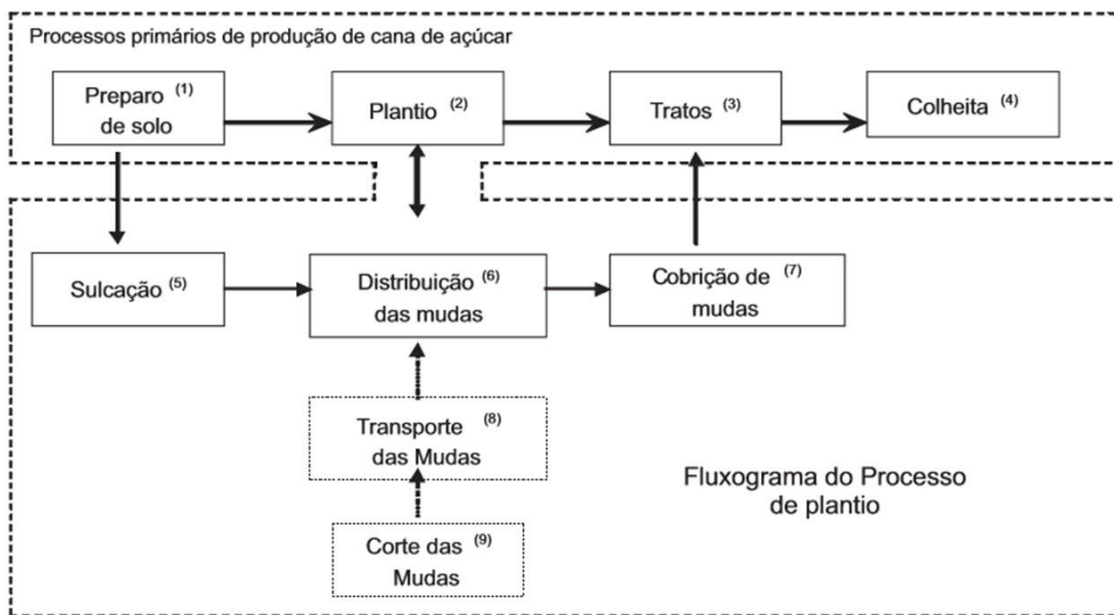 Processos primários de produção de cana de açúcar
Preparo (1)
de solo
Plantio (2)
Tratos (3)
Colheita (4)
Sulcação (5)
Distribuição (6)
das mudas
Cobrição de (7)
mudas
Transporte (8)
das Mudas
Corte das (9)
Mudas
Fluxograma do Processo
de plantio